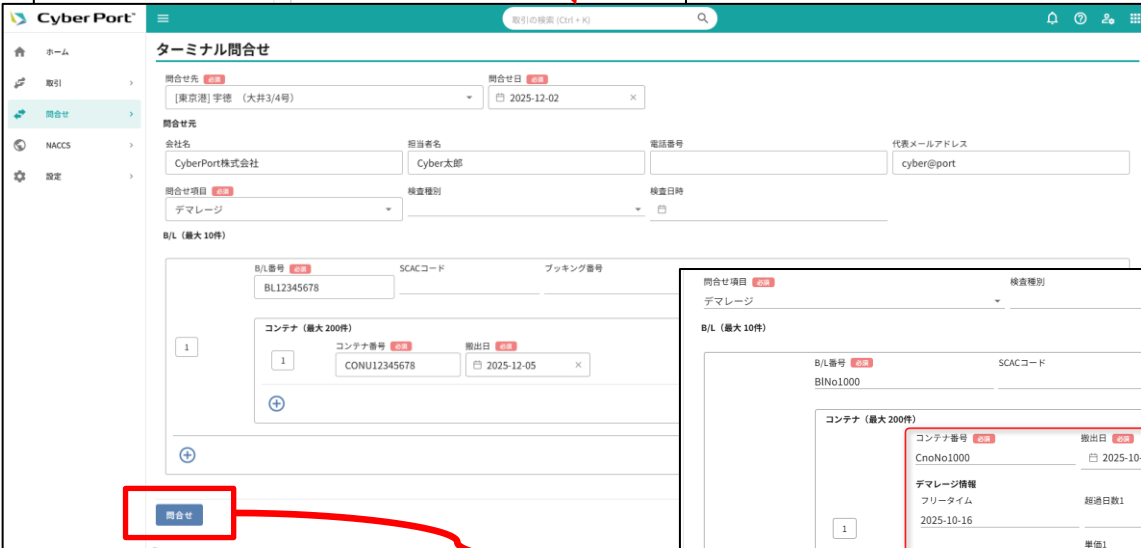 Cyber Port
取引の検索 (Ctrl + K)
ホーム
取引
問合せ
NACCS
設定
ターミナル問合せ
問合せ先 必須
問合せ日 必須
[東京港] 宇徳 （大井3/4号）
2025-12-02
問合せ元
会社名
担当者名
電話番号
代表メールアドレス
CyberPort株式会社
Cyber太郎
cyber@port
問合せ項目 必須
検査種別
検査日時
デマレージ
B/L（最大 10件）
B/L番号 必須
SCACコード
ブッキング番号
BL12345678
コンテナ（最大 200件）
1
1
コンテナ番号 必須
搬出日 必須
CONU12345678
2025-12-05
問合せ
問合せ項目 必須
検査種別
デマレージ
B/L（最大 10件）
B/L番号 必須
SCACコード
BlNo1000
コンテナ（最大 200件）
コンテナ番号 必須
搬出日 必須
CnoNo1000
2025-10-
デマレージ情報
フリータイム
超過日数1
1
2025-10-16
単価1